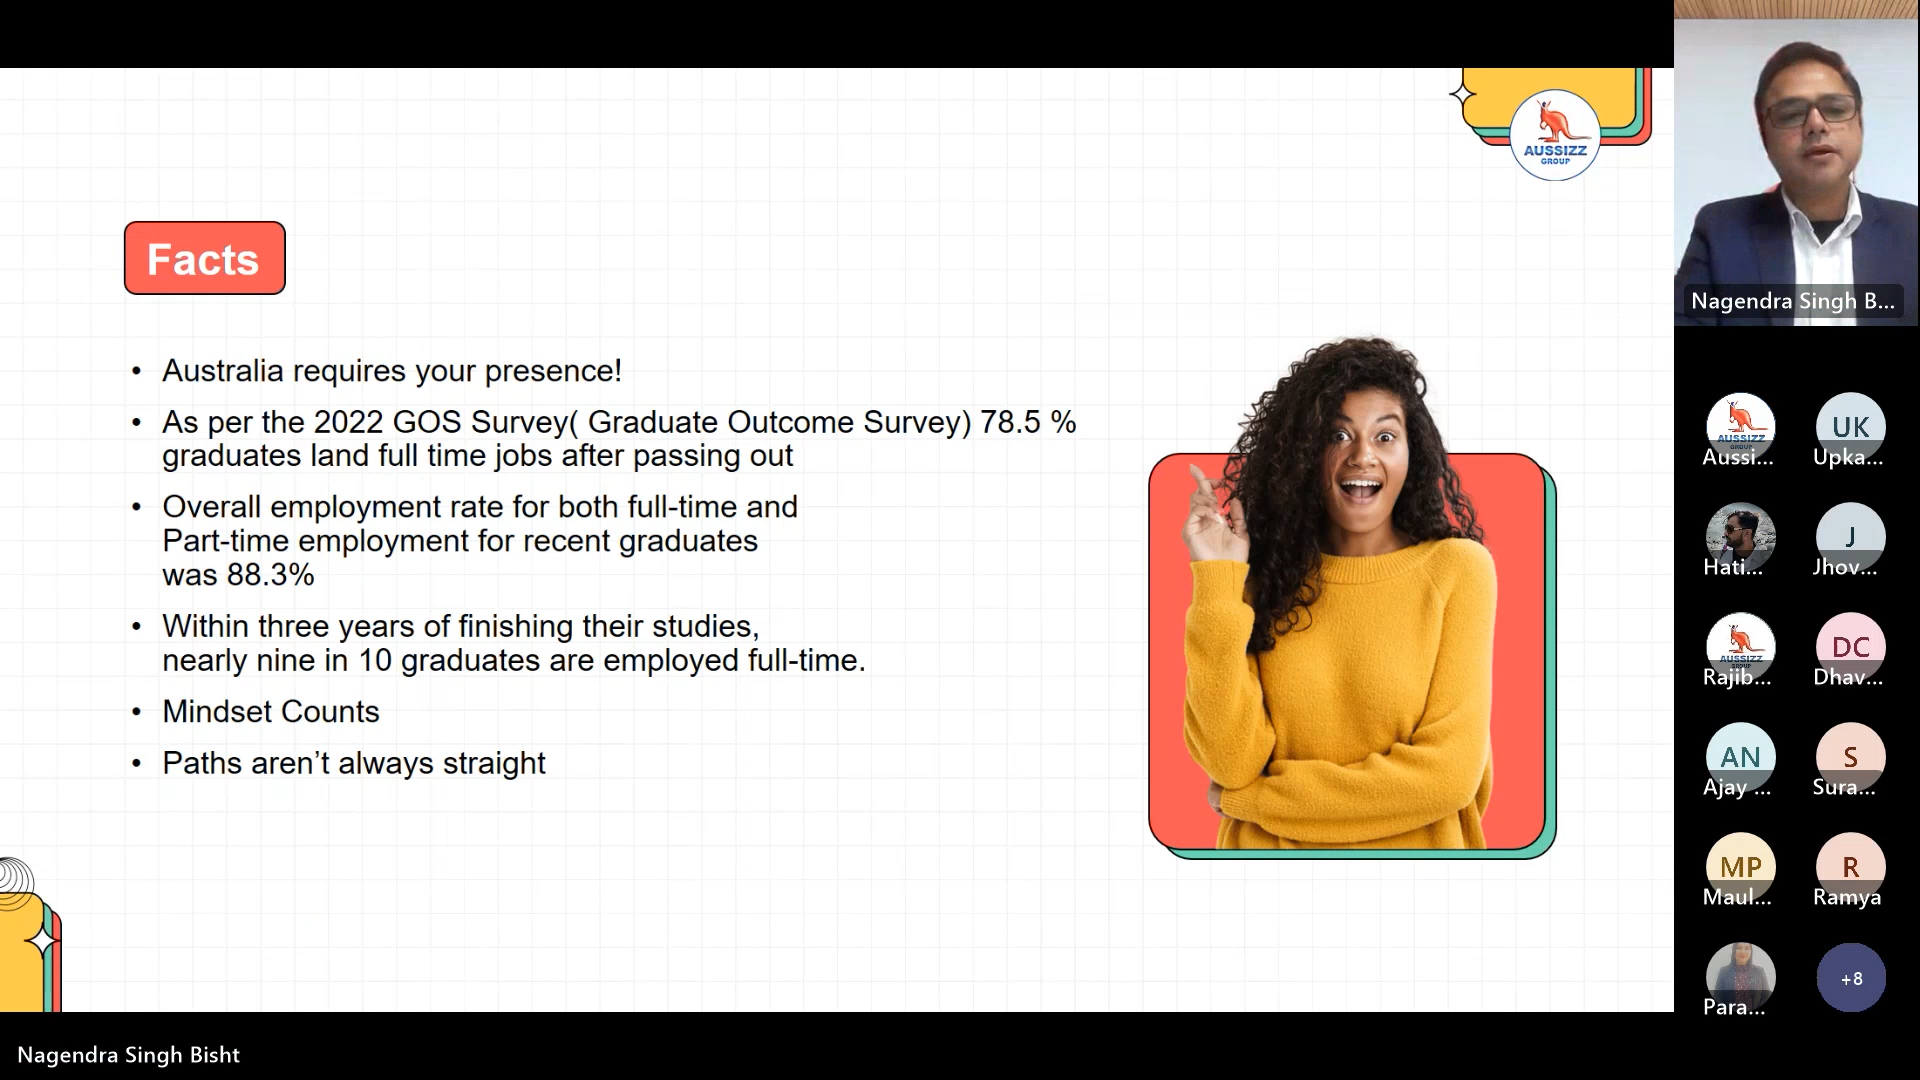 AUSSIZZ
GROUP
Facts
• Australia requires your presence!
• As per the 2022 GOS Survey( Graduate Outcome Survey) 78.5 %
graduates land full time jobs after passing out
• Overall employment rate for both full-time and
Part-time employment for recent graduates
was 88.3%
• Within three years of finishing their studies,
nearly nine in 10 graduates are employed full-time.
• Mindset Counts
• Paths aren’t always straight
Nagendra Singh B...
AUSSIZZ
Aussi...
UK
Upka...
Hati...
J
Jhov...
AUSSIZZ
Rajib...
DC
Dhav...
AN
Ajay ...
S
Sura...
MP
Maul...
R
Ramya
Para...
+8
Nagendra Singh Bisht